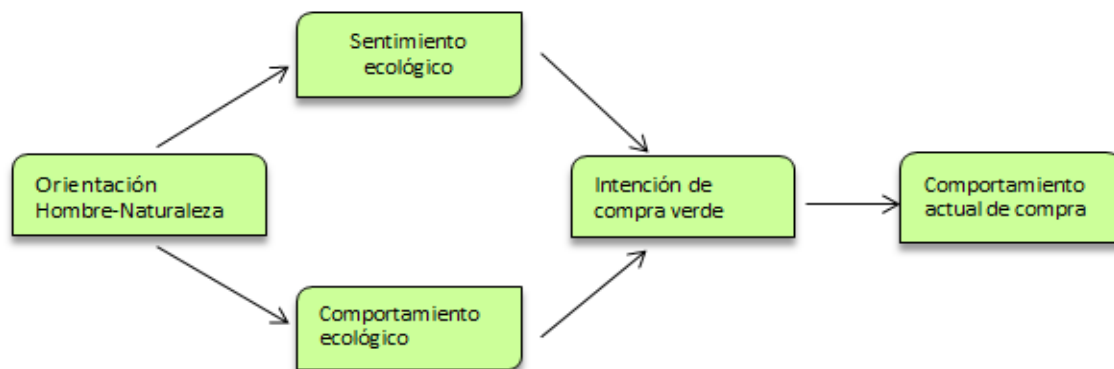 Sentimiento
ecológico
Orientación
Hombre-Naturaleza
Intención de
compra verde
Comportamiento
actual de compra
Comportamiento
ecológico